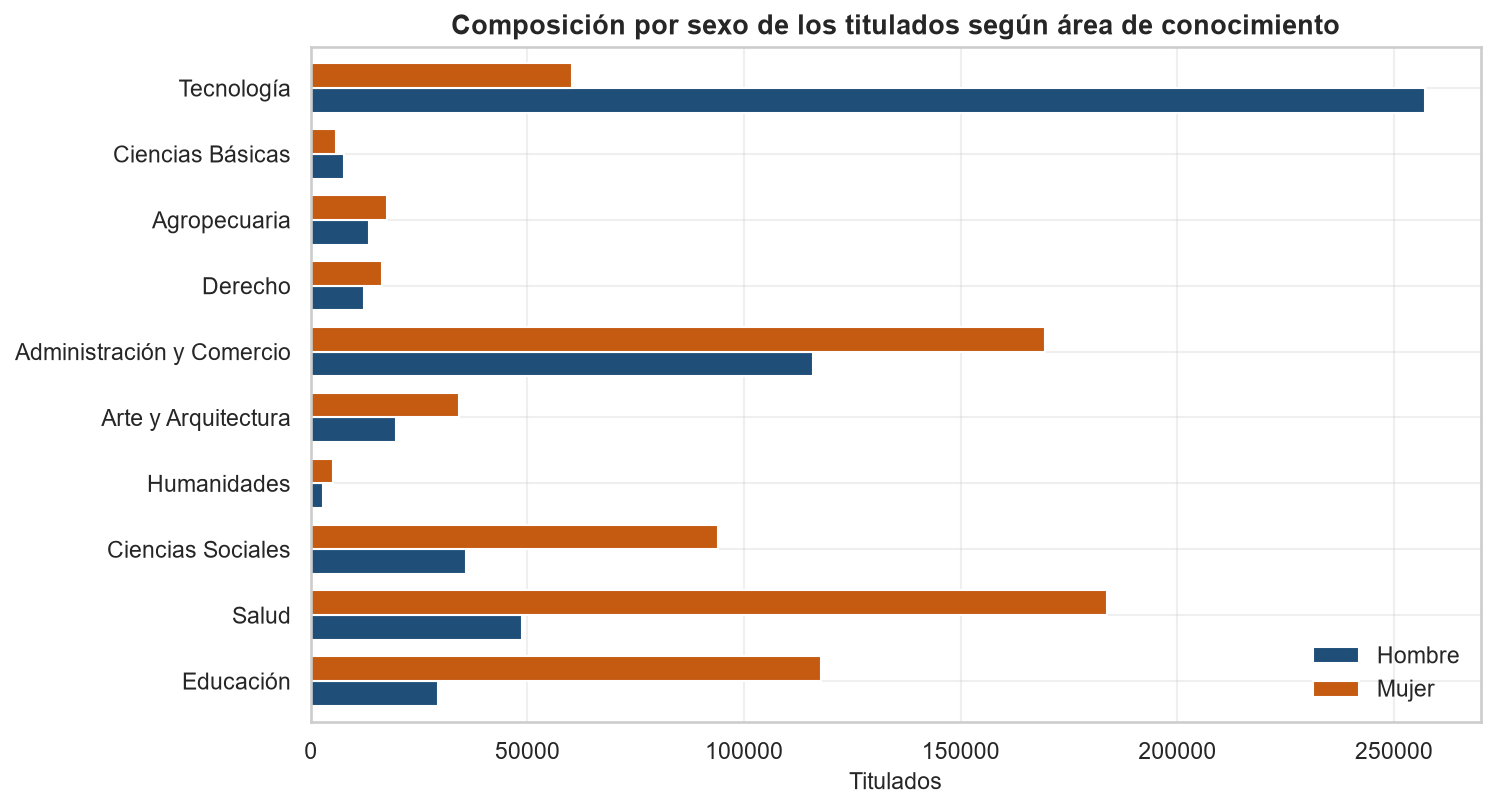 Composición por sexo de los titulados según área de conocimiento
Tecnología
Ciencias Básicas
Agropecuaria
Derecho
Administración y Comercio
Arte y Arquitectura
Humanidades
Ciencias Sociales
Salud
Educación
Hombre
Mujer
0 50000 100000 150000 200000 250000
Titulados